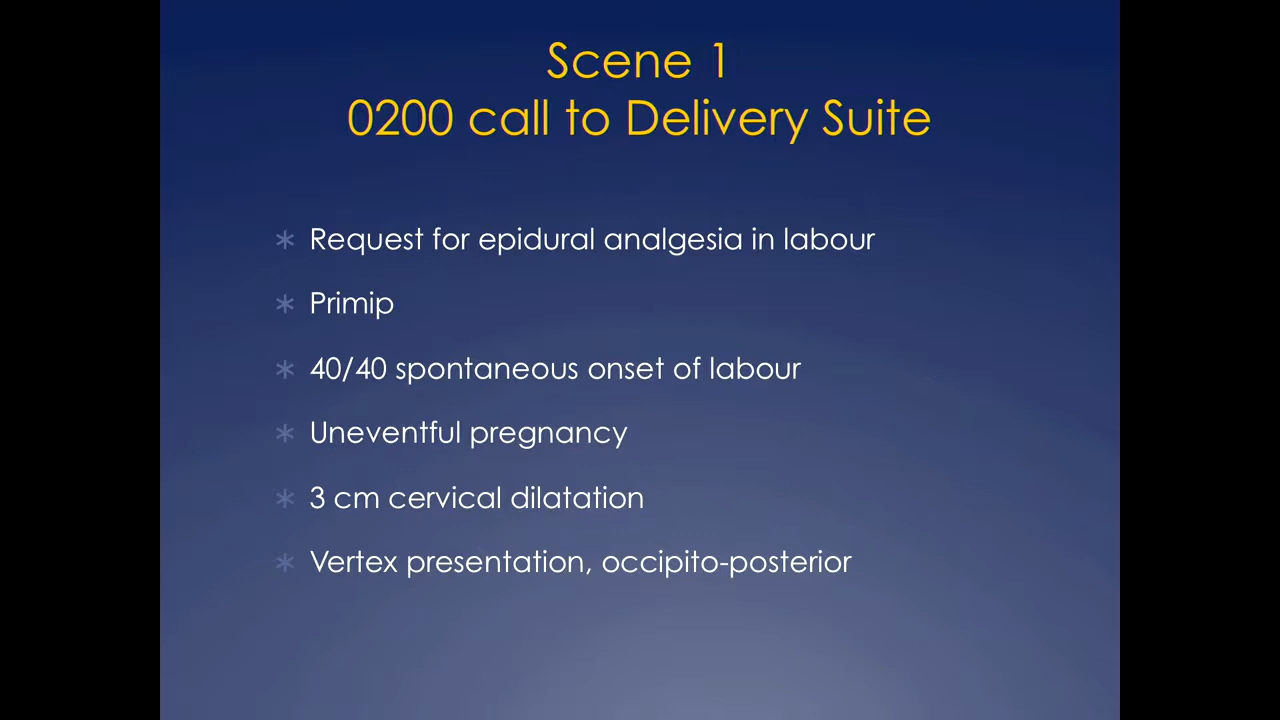 Scene 1
0200 call to Delivery Suite
* Request for epidural analgesia in labour
* Primip
* 40/40 spontaneous onset of labour
* Uneventful pregnancy
* 3 cm cervical dilatation
* Vertex presentation, occipito-posterior